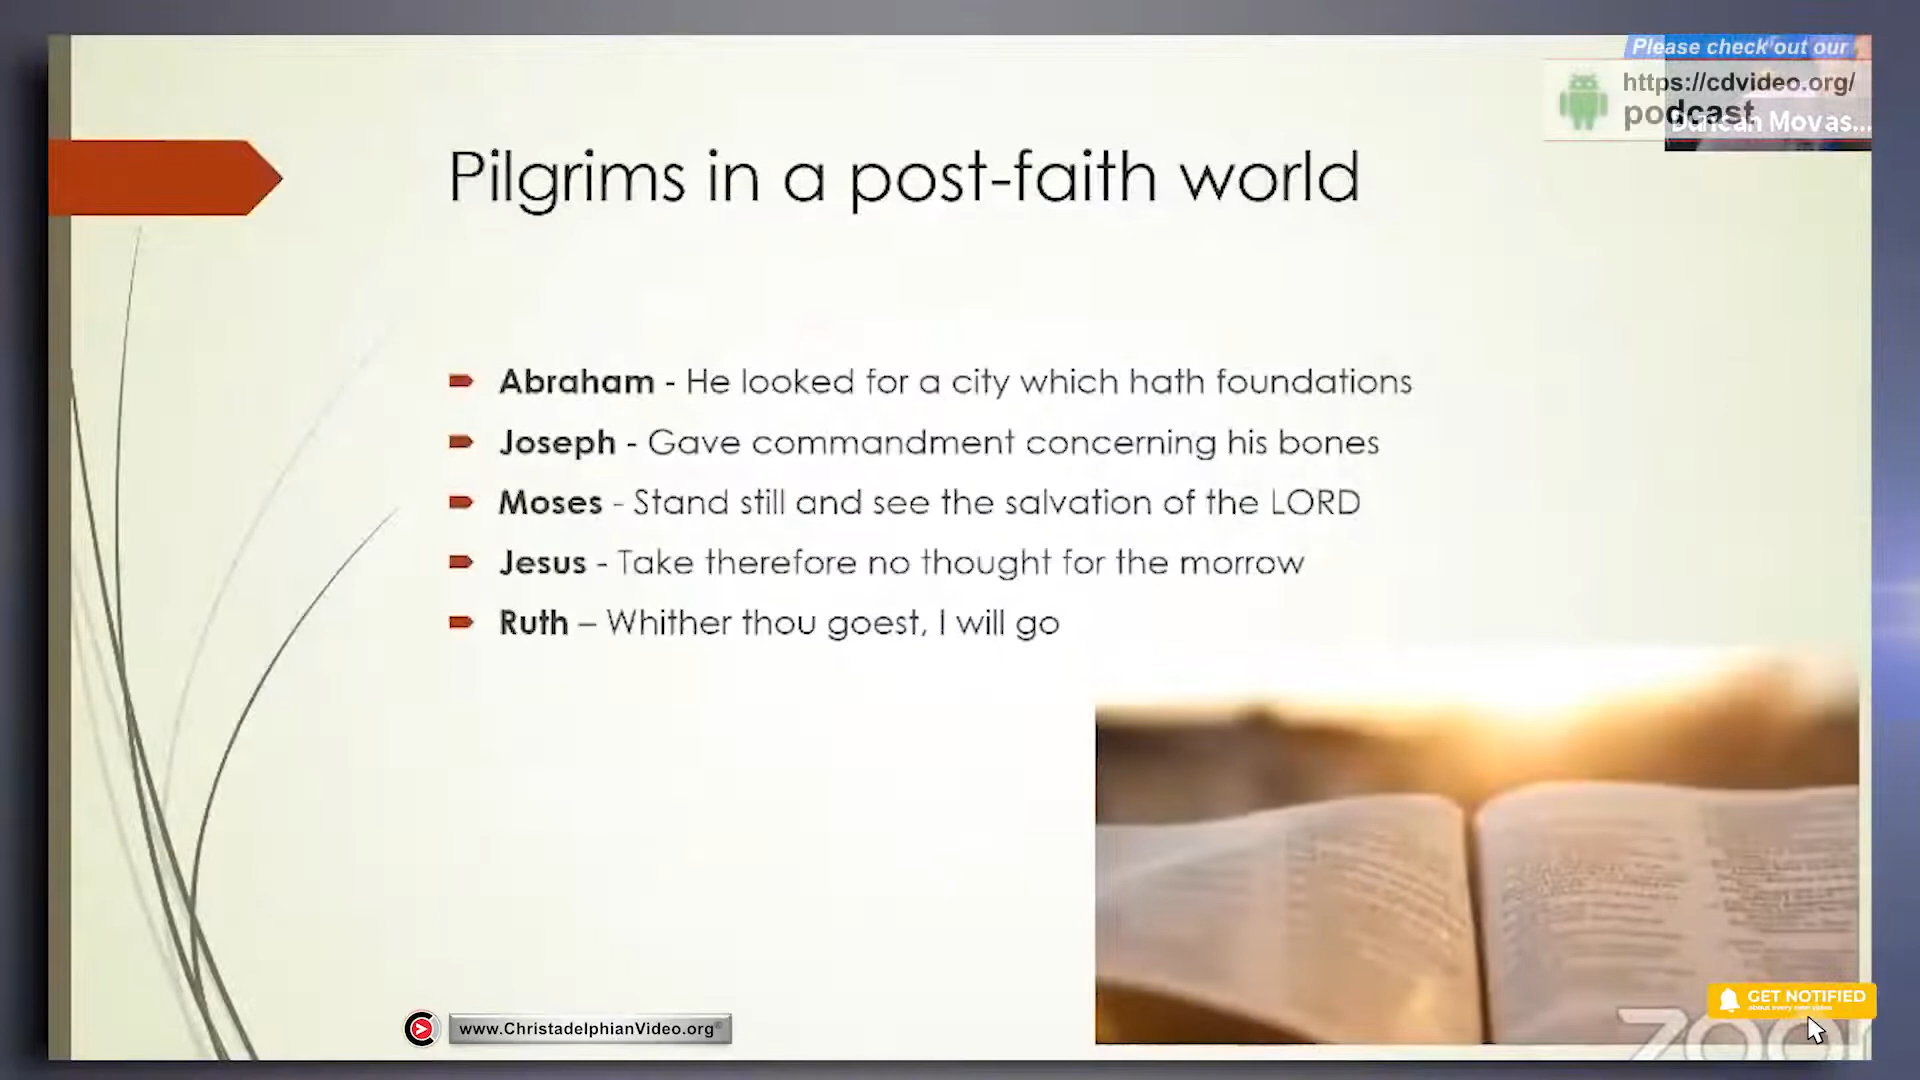 Please check out our
https://cdvideo.org/
podcast
Duncan Movas...
Pilgrims in a post-faith world
Abraham - He looked for a city which hath foundations
Joseph - Gave commandment concerning his bones
Moses - Stand still and see the salvation of the LORD
Jesus - Take therefore no thought for the morrow
Ruth – Whither thou goest, I will go
GET NOTIFIED
about every new video
www.ChristadelphianVideo.org®
zoom